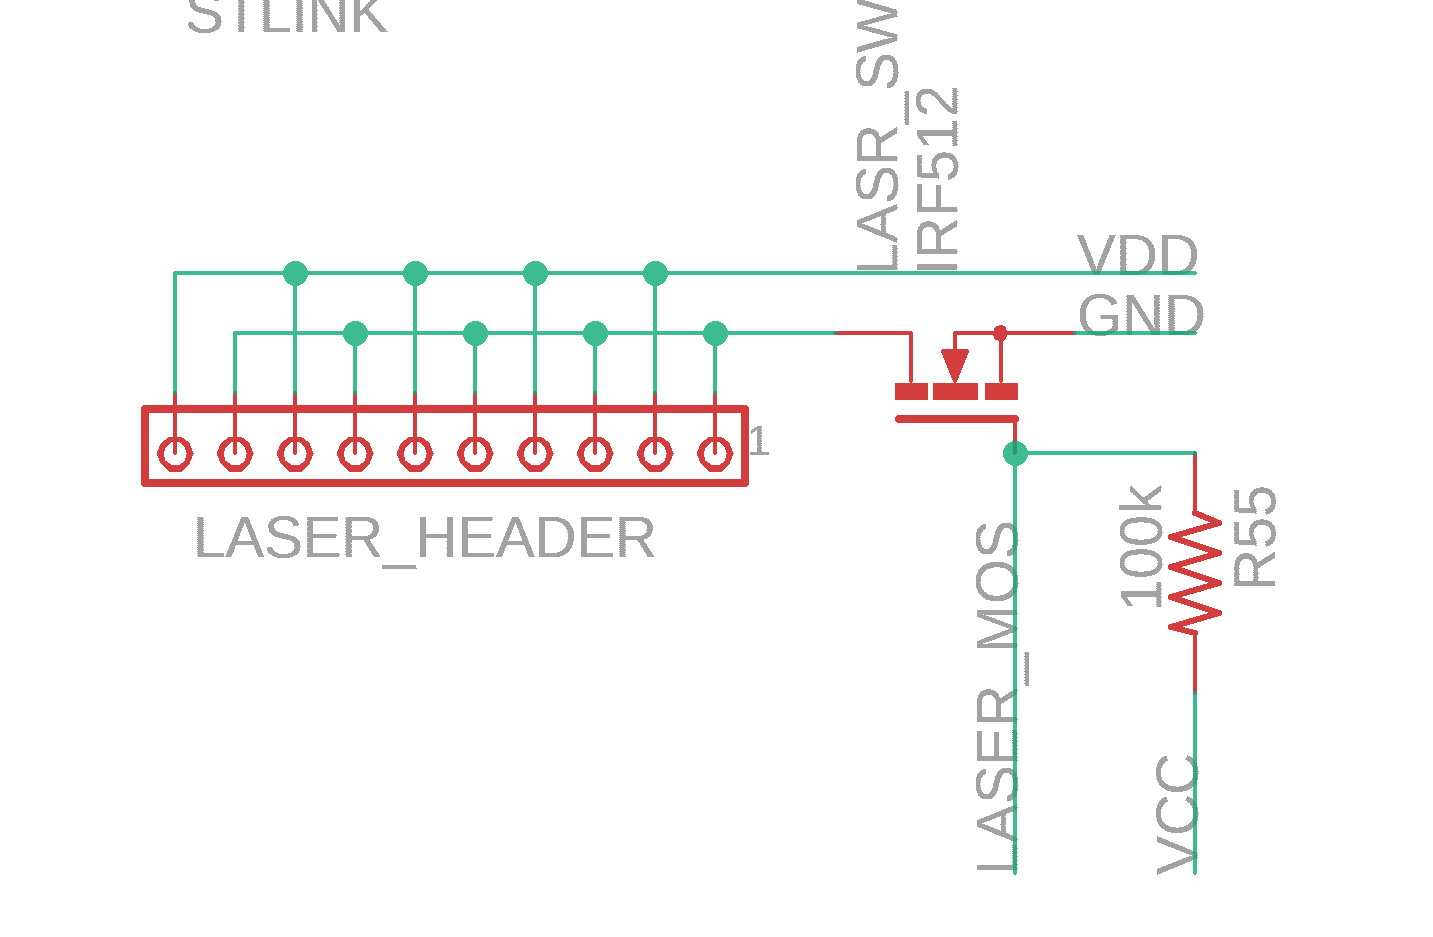 STLINK
LASR_SW
IRF512
VDD
GND
1
LASER_HEADER
LASER_MOS
100k
R55
VCC